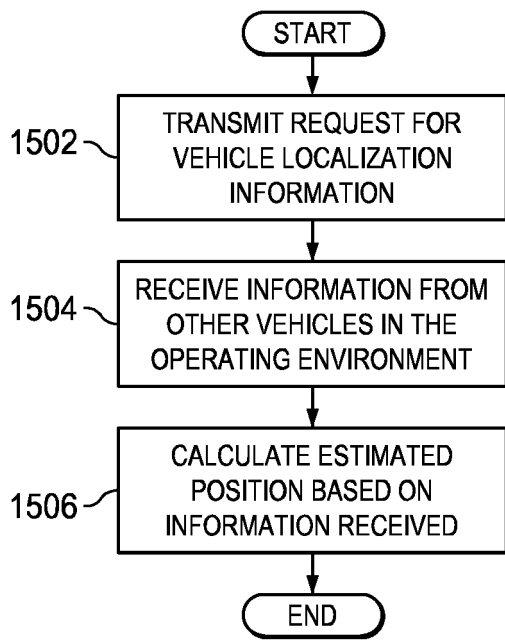 START
1502
TRANSMIT REQUEST FOR
VEHICLE LOCALIZATION
INFORMATION
1504
RECEIVE INFORMATION FROM
OTHER VEHICLES IN THE
OPERATING ENVIRONMENT
1506
CALCULATE ESTIMATED
POSITION BASED ON
INFORMATION RECEIVED
END